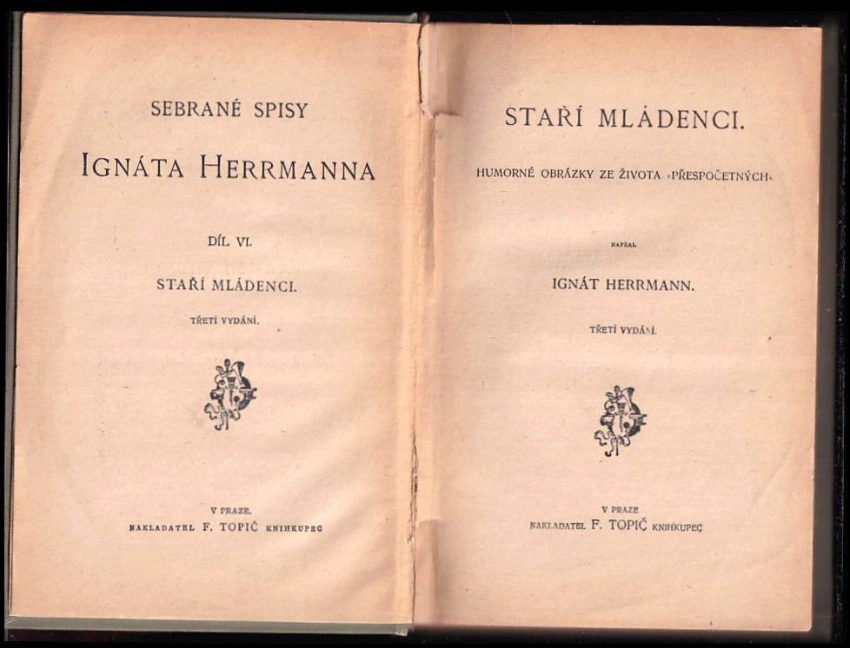 SEBRANÉ SPISY
IGNÁTA HERRMANNA
DÍL VI.
STAŘÍ MLÁDENCI.
TŘETÍ VYDÁNÍ.
V PRAZE.
NAKLADATEL F. TOPIČ KNIHKUPEC
STAŘÍ MLÁDENCI.
HUMORNÉ OBRÁZKY ZE ŽIVOTA ›PŘESPOČETNÝCH‹
NAPSAL
IGNÁT HERRMANN.
TŘETÍ VYDÁNÍ.
V PRAZE
NAKLADATEL F. TOPIČ KNIHKUPEC